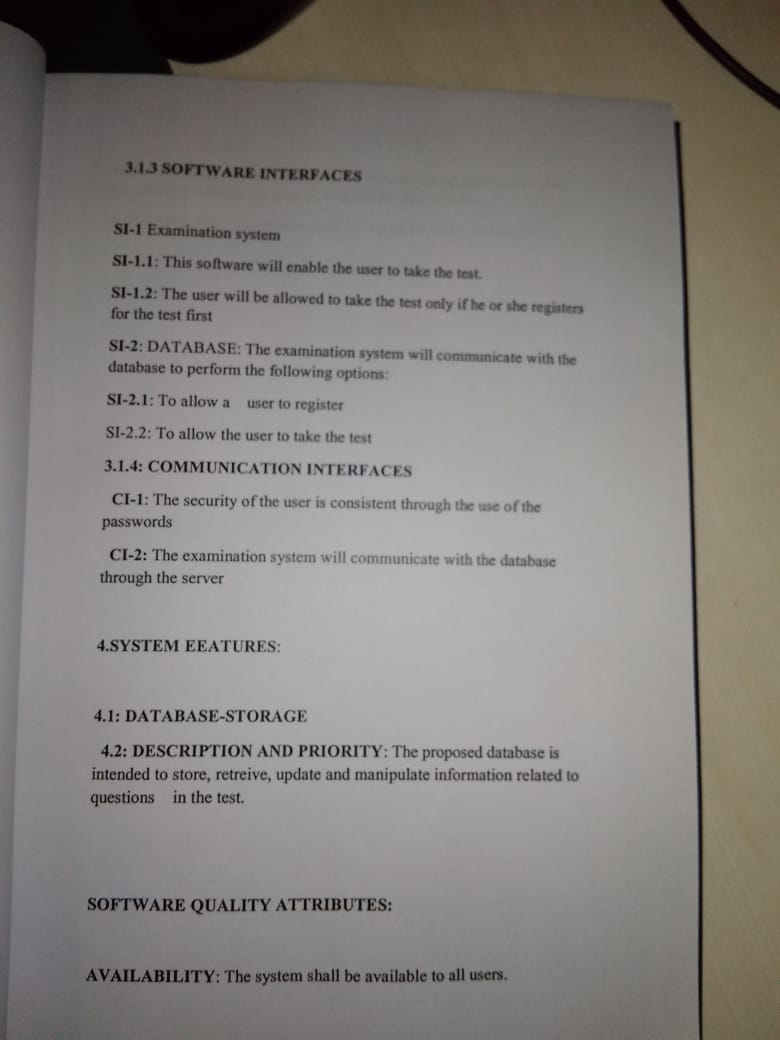 3.1.3 SOFTWARE INTERFACES
SI-1 Examination system
SI-1.1: This software will enable the user to take the test.
SI-1.2: The user will be allowed to take the test only if he or she registers
for the test first
SI-2: DATABASE: The examination system will communicate with the
database to perform the following options:
SI-2.1: To allow a user to register
SI-2.2: To allow the user to take the test
3.1.4: COMMUNICATION INTERFACES
CI-1: The security of the user is consistent through the use of the
passwords
CI-2: The examination system will communicate with the database
through the server
4.SYSTEM EEATURES:
4.1: DATABASE-STORAGE
4.2: DESCRIPTION AND PRIORITY: The proposed database is
intended to store, retreive, update and manipulate information related to
questions in the test.
SOFTWARE QUALITY ATTRIBUTES:
AVAILABILITY: The system shall be available to all users.